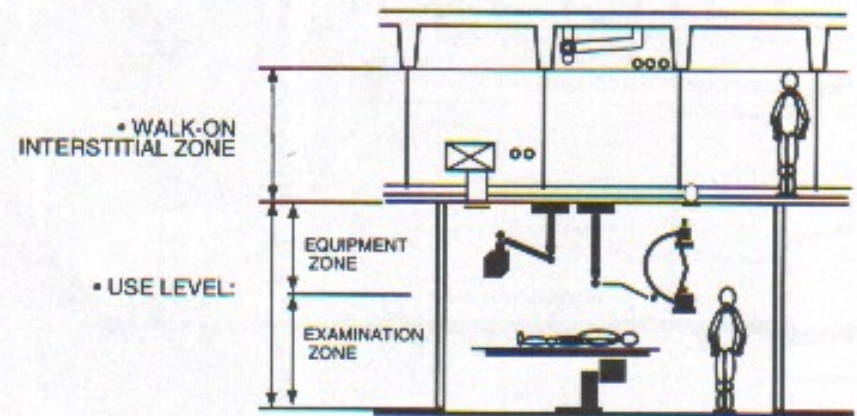 • WALK-ON
INTERSTITIAL ZONE
EQUIPMENT
ZONE
• USE LEVEL:
EXAMINATION
ZONE